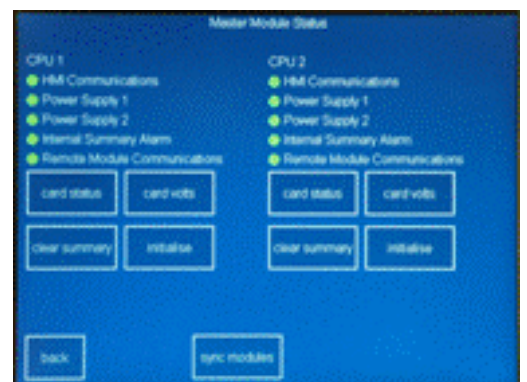 Master Module Status
CPU 1
HMI Communications
Power Supply 1
Power Supply 2
Internal Summary Alarm
Remote Module Communications
card status
card volts
clear summary
initialise
CPU 2
HMI Communications
Power Supply 1
Power Supply 2
Internal Summary Alarm
Remote Module Communications
card status
card volts
clear summary
initialise
back
sync modules